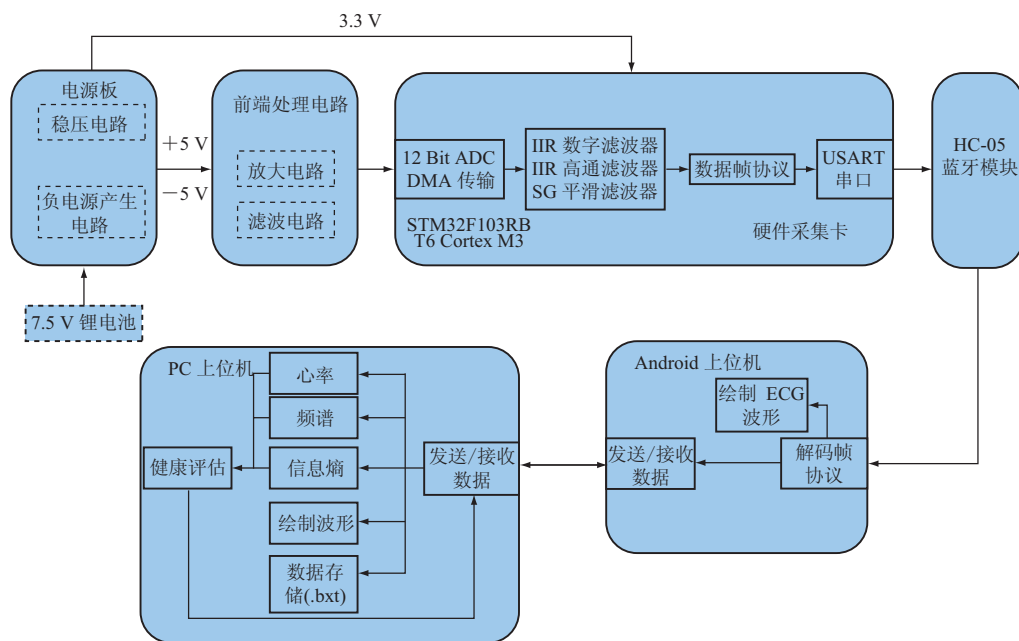 3.3 V
电源板
稳压电路
负电源产生
电路
+5 V
−5 V
7.5 V 锂电池
前端处理电路
放大电路
滤波电路
12 Bit ADC
DMA 传输
IIR 数字滤波器
IIR 高通滤波器
SG 平滑滤波器
数据帧协议
USART
串口
STM32F103RB
T6 Cortex M3
硬件采集卡
HC-05
蓝牙模块
PC 上位机
心率
频谱
信息熵
绘制波形
数据存
储(.bxt)
健康评估
发送/接收
数据
Android 上位机
绘制 ECG
波形
发送/接收
数据
解码帧
协议